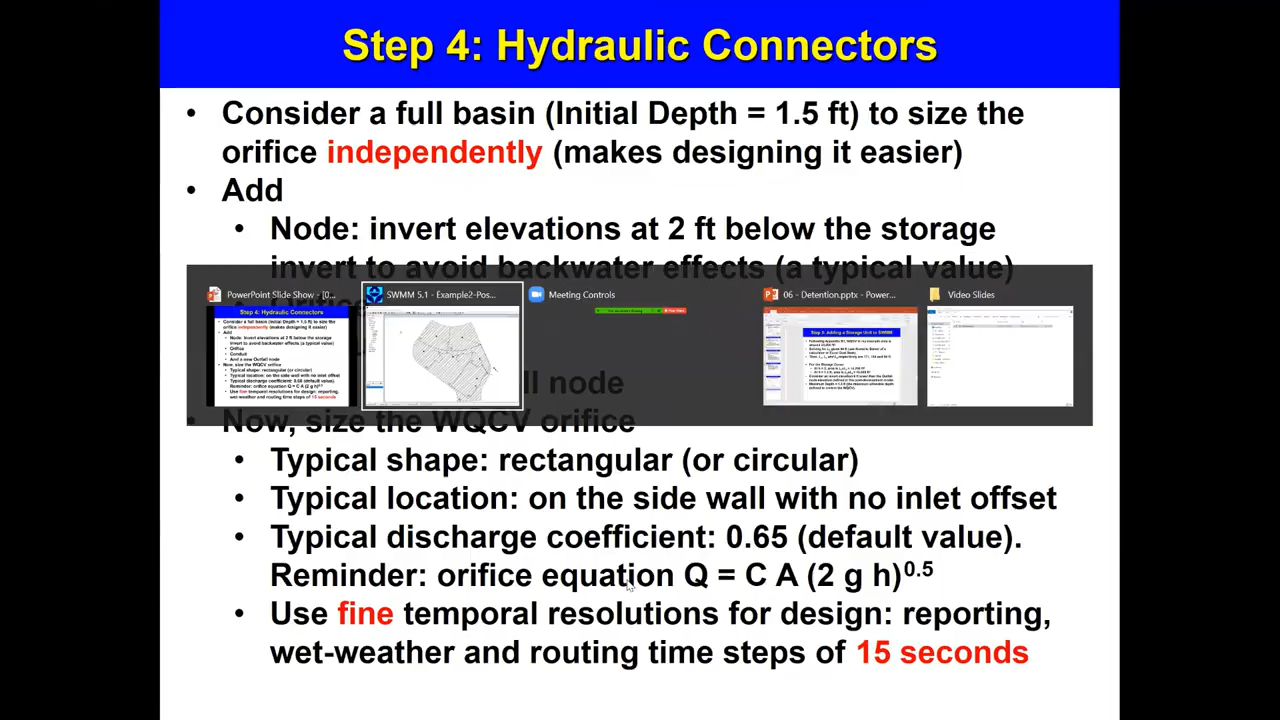 Step 4: Hydraulic Connectors
• Consider a full basin (Initial Depth = 1.5 ft) to size the
orifice independently (makes designing it easier)
• Add
• Node: invert elevations at 2 ft below the storage
invert to avoid backwater effects (a typical value)
PowerPoint Slide Show - [0...
SWMM 5.1 - Example2-Pos...
Meeting Controls
06 - Detention.pptx - Power...
Video Slides
node
Now, size the WQCV orifice
• Typical shape: rectangular (or circular)
• Typical location: on the side wall with no inlet offset
• Typical discharge coefficient: 0.65 (default value).
Reminder: orifice equation Q = C A (2 g h)^0.5
• Use fine temporal resolutions for design: reporting,
wet-weather and routing time steps of 15 seconds